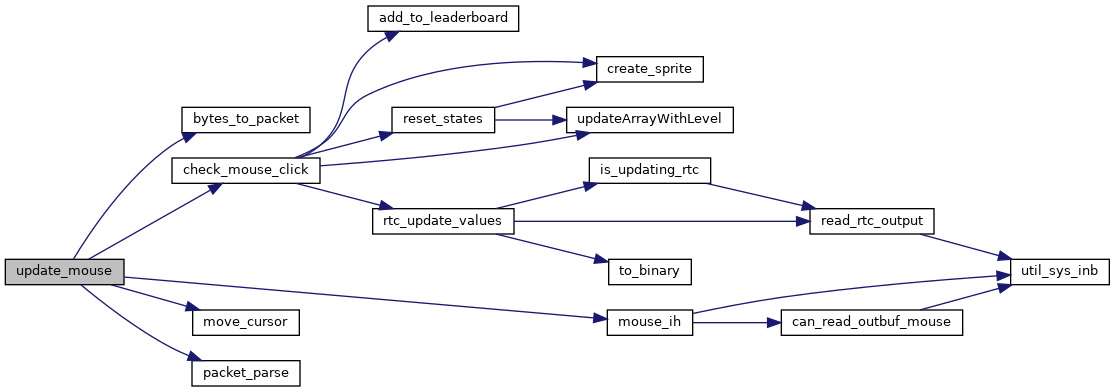 add_to_leaderboard
create_sprite
bytes_to_packet
reset_states
updateArrayWithLevel
check_mouse_click
is_updating_rtc
rtc_update_values
read_rtc_output
update_mouse
to_binary
util_sys_inb
move_cursor
mouse_ih
can_read_outbuf_mouse
packet_parse